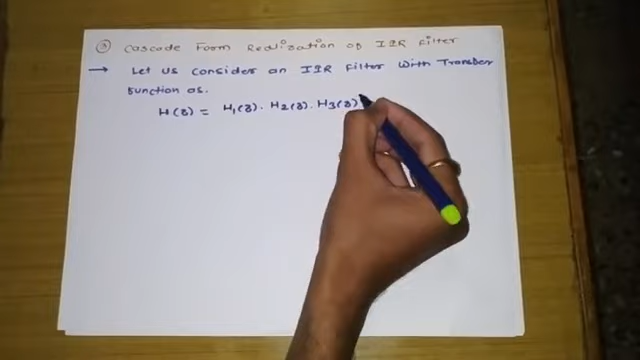 ③ Cascade Form Realization of IIR Filter
→ Let us consider an IIR Filter with Transfer
function as.
H(z) = H₁(z). H₂(z). H₃(z)